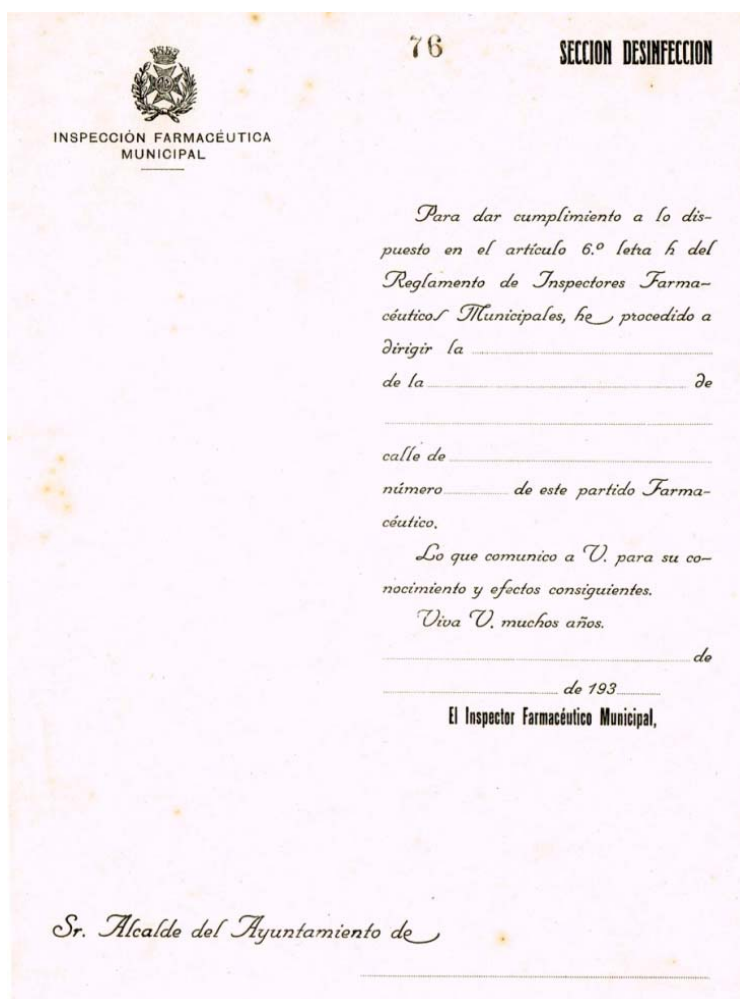 76
SECCION DESINFECCION
INSPECCIÓN FARMACÉUTICA
MUNICIPAL
Para dar cumplimiento a lo dis-
puesto en el artículo 6.º letra h del
Reglamento de Inspectores Farma-
céuticos Municipales, he procedido a
dirigir la
de la de
calle de
número de este partido Farma-
céutico.
Lo que comunico a V. para su co-
nocimiento y efectos consiguientes.
Viva V. muchos años.
de
de 193
El Inspector Farmacéutico Municipal,
Sr. Alcalde del Ayuntamiento de